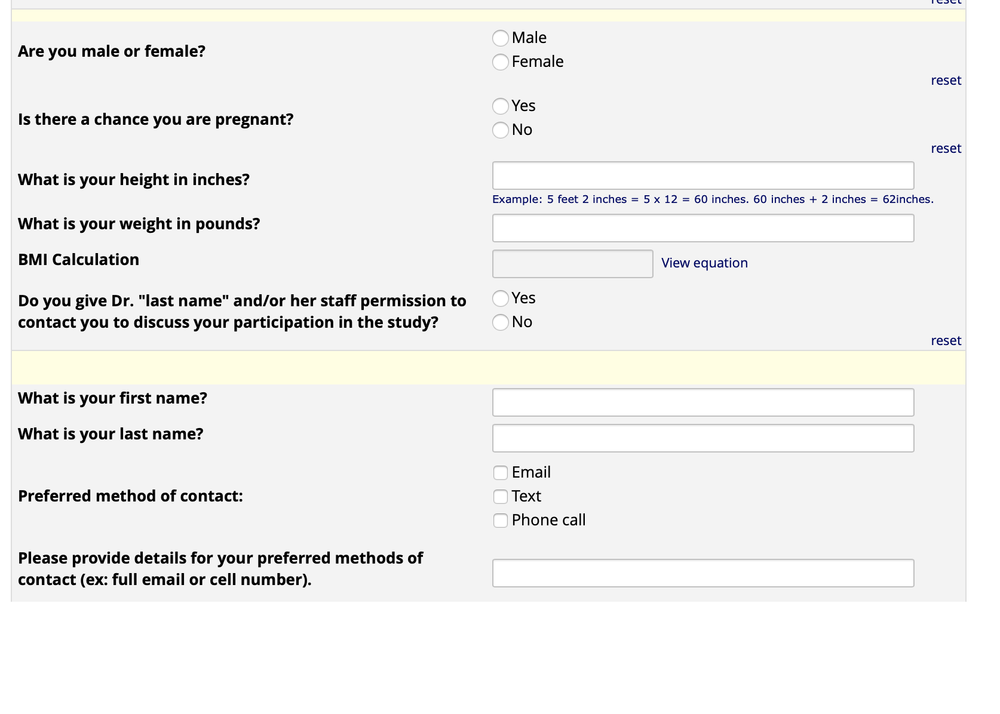 reset
Are you male or female?
Male
Female
reset
Is there a chance you are pregnant?
Yes
No
reset
What is your height in inches?
Example: 5 feet 2 inches = 5 x 12 = 60 inches. 60 inches + 2 inches = 62inches.
What is your weight in pounds?
BMI Calculation
View equation
Do you give Dr. "last name" and/or her staff permission to
contact you to discuss your participation in the study?
Yes
No
reset
What is your first name?
What is your last name?
Preferred method of contact:
Email
Text
Phone call
Please provide details for your preferred methods of
contact (ex: full email or cell number).